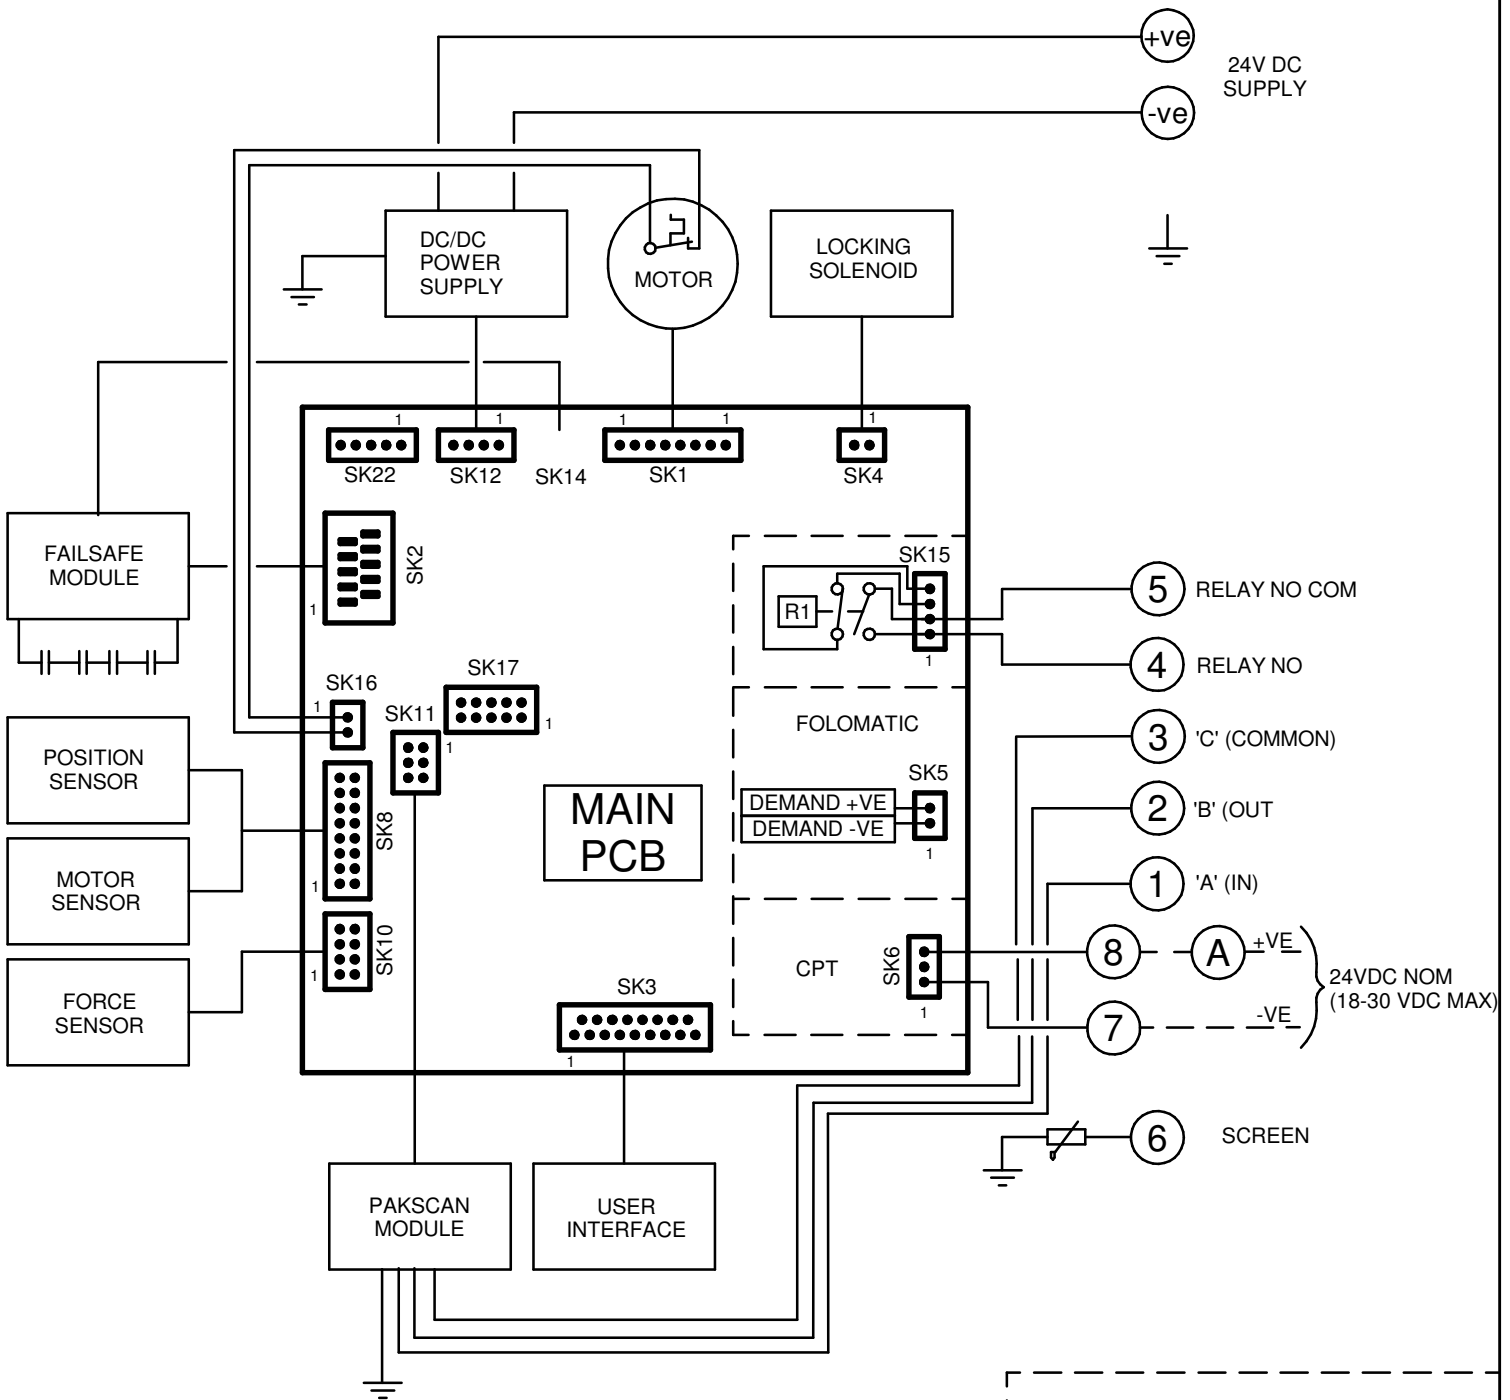 +ve
24V DC
SUPPLY
-ve
DC/DC
POWER
SUPPLY
MOTOR
LOCKING
SOLENOID
1
1
1
1
1
SK22
SK12
SK14
SK1
SK4
FAILSAFE
MODULE
SK2
1
SK15
R1
1
5
RELAY NO COM
4
RELAY NO
SK16
1
SK17
1
SK11
1
FOLOMATIC
3
'C' (COMMON)
POSITION
SENSOR
SK8
1
MAIN
PCB
SK5
DEMAND +VE
DEMAND -VE
1
2
'B' (OUT
MOTOR
SENSOR
1
'A' (IN)
SK10
1
FORCE
SENSOR
CPT
SK6
1
8
A
+VE
7
-VE
24VDC NOM
(18-30 VDC MAX)
SK3
1
6
SCREEN
PAKSCAN
MODULE
USER
INTERFACE